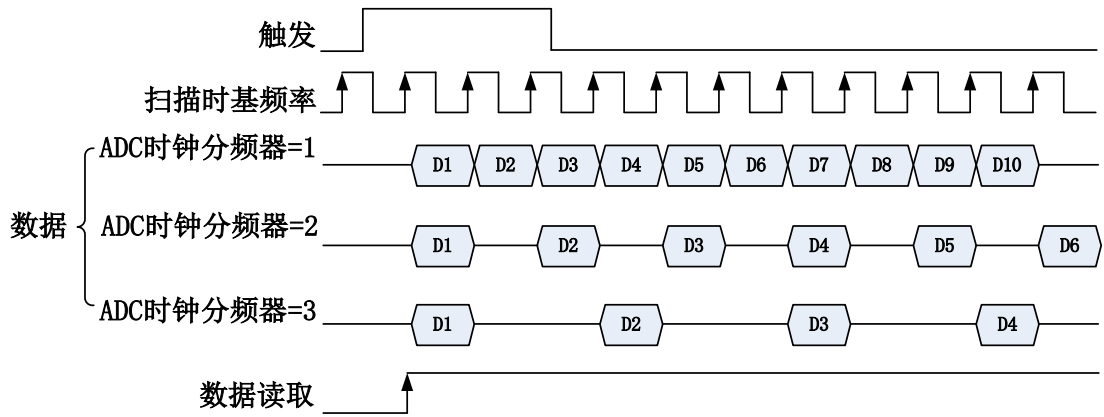 触发
扫描时基频率
ADC时钟分频器=1
D1 D2 D3 D4 D5 D6 D7 D8 D9 D10
数据
ADC时钟分频器=2
D1 D2 D3 D4 D5 D6
ADC时钟分频器=3
D1 D2 D3 D4
数据读取